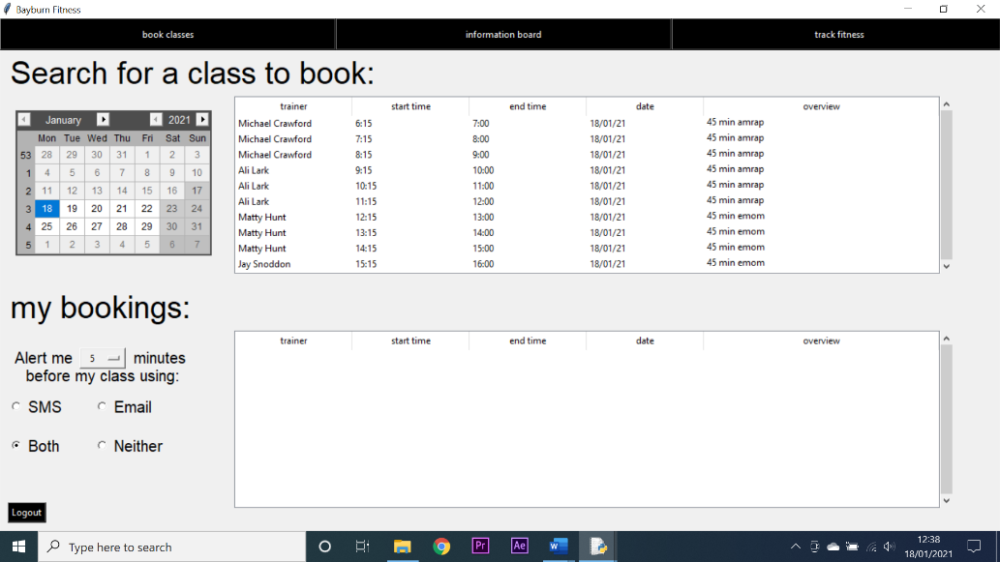 Bayburn Fitness
book classes information board track fitness
Search for a class to book:
January 2021
Mon Tue Wed Thu Fri Sat Sun
53 28 29 30 31 1 2 3
1 4 5 6 7 8 9 10
2 11 12 13 14 15 16 17
3 18 19 20 21 22 23 24
4 25 26 27 28 29 30 31
5 1 2 3 4 5 6 7
trainer start time end time date overview
Michael Crawford 6:15 7:00 18/01/21 45 min amrap
Michael Crawford 7:15 8:00 18/01/21 45 min amrap
Michael Crawford 8:15 9:00 18/01/21 45 min amrap
Ali Lark 9:15 10:00 18/01/21 45 min amrap
Ali Lark 10:15 11:00 18/01/21 45 min amrap
Ali Lark 11:15 12:00 18/01/21 45 min amrap
Matty Hunt 12:15 13:00 18/01/21 45 min emom
Matty Hunt 13:15 14:00 18/01/21 45 min emom
Matty Hunt 14:15 15:00 18/01/21 45 min emom
Jay Snoddon 15:15 16:00 18/01/21 45 min emom
my bookings:
Alert me 5 minutes
before my class using:
SMS Email
Both Neither
trainer start time end time date overview
Logout
Type here to search
Pr Ae W
12:38
18/01/2021